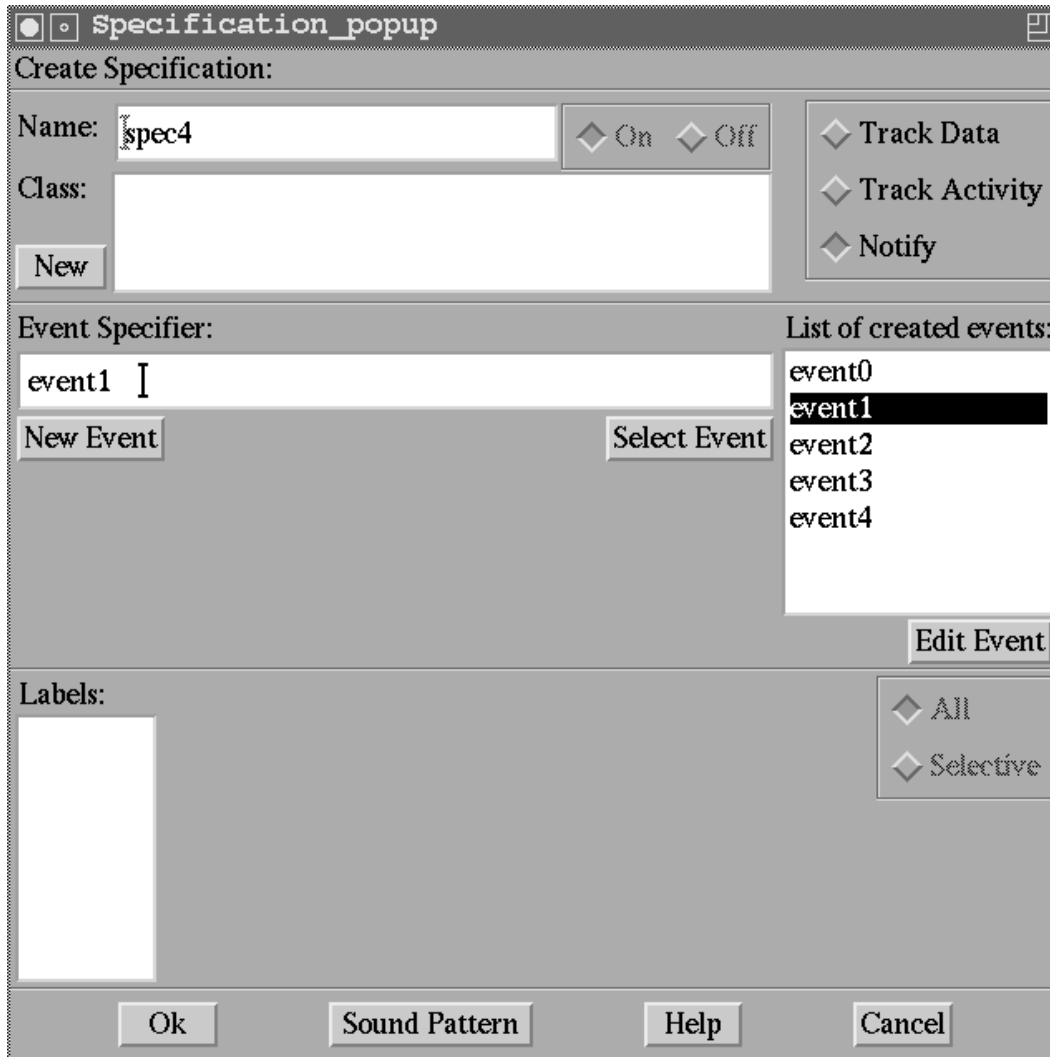 Specification_popup
Create Specification:
Name: spec4 On Off
Track Data
Class:
Track Activity
New
Notify
Event Specifier:
List of created events:
event1
event0
event1
New Event Select Event
event2
event3
event4
Edit Event
Labels:
All
Selective
Ok Sound Pattern Help Cancel